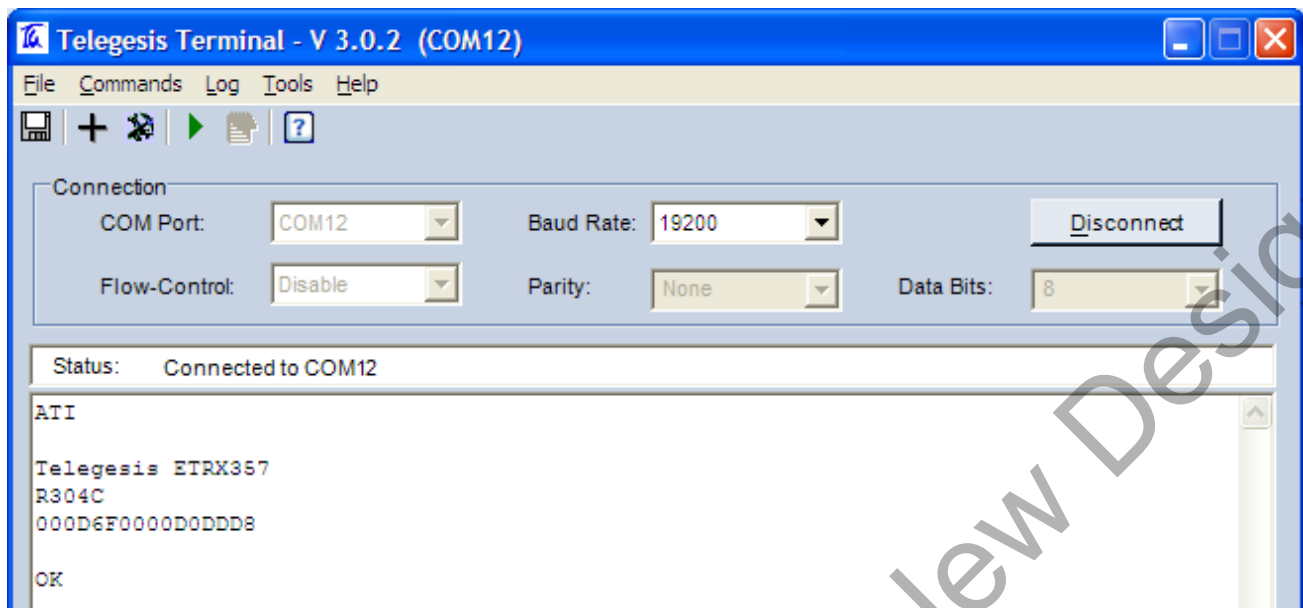 Telegesis Terminal - V 3.0.2 (COM12)
File Commands Log Tools Help
Connection
COM Port: COM12 Baud Rate: 19200 Disconnect
Flow-Control: Disable Parity: None Data Bits: 8
Status: Connected to COM12
ATI
Telegesis ETRX357
R304C
000D6F0000D0DDD8
OK